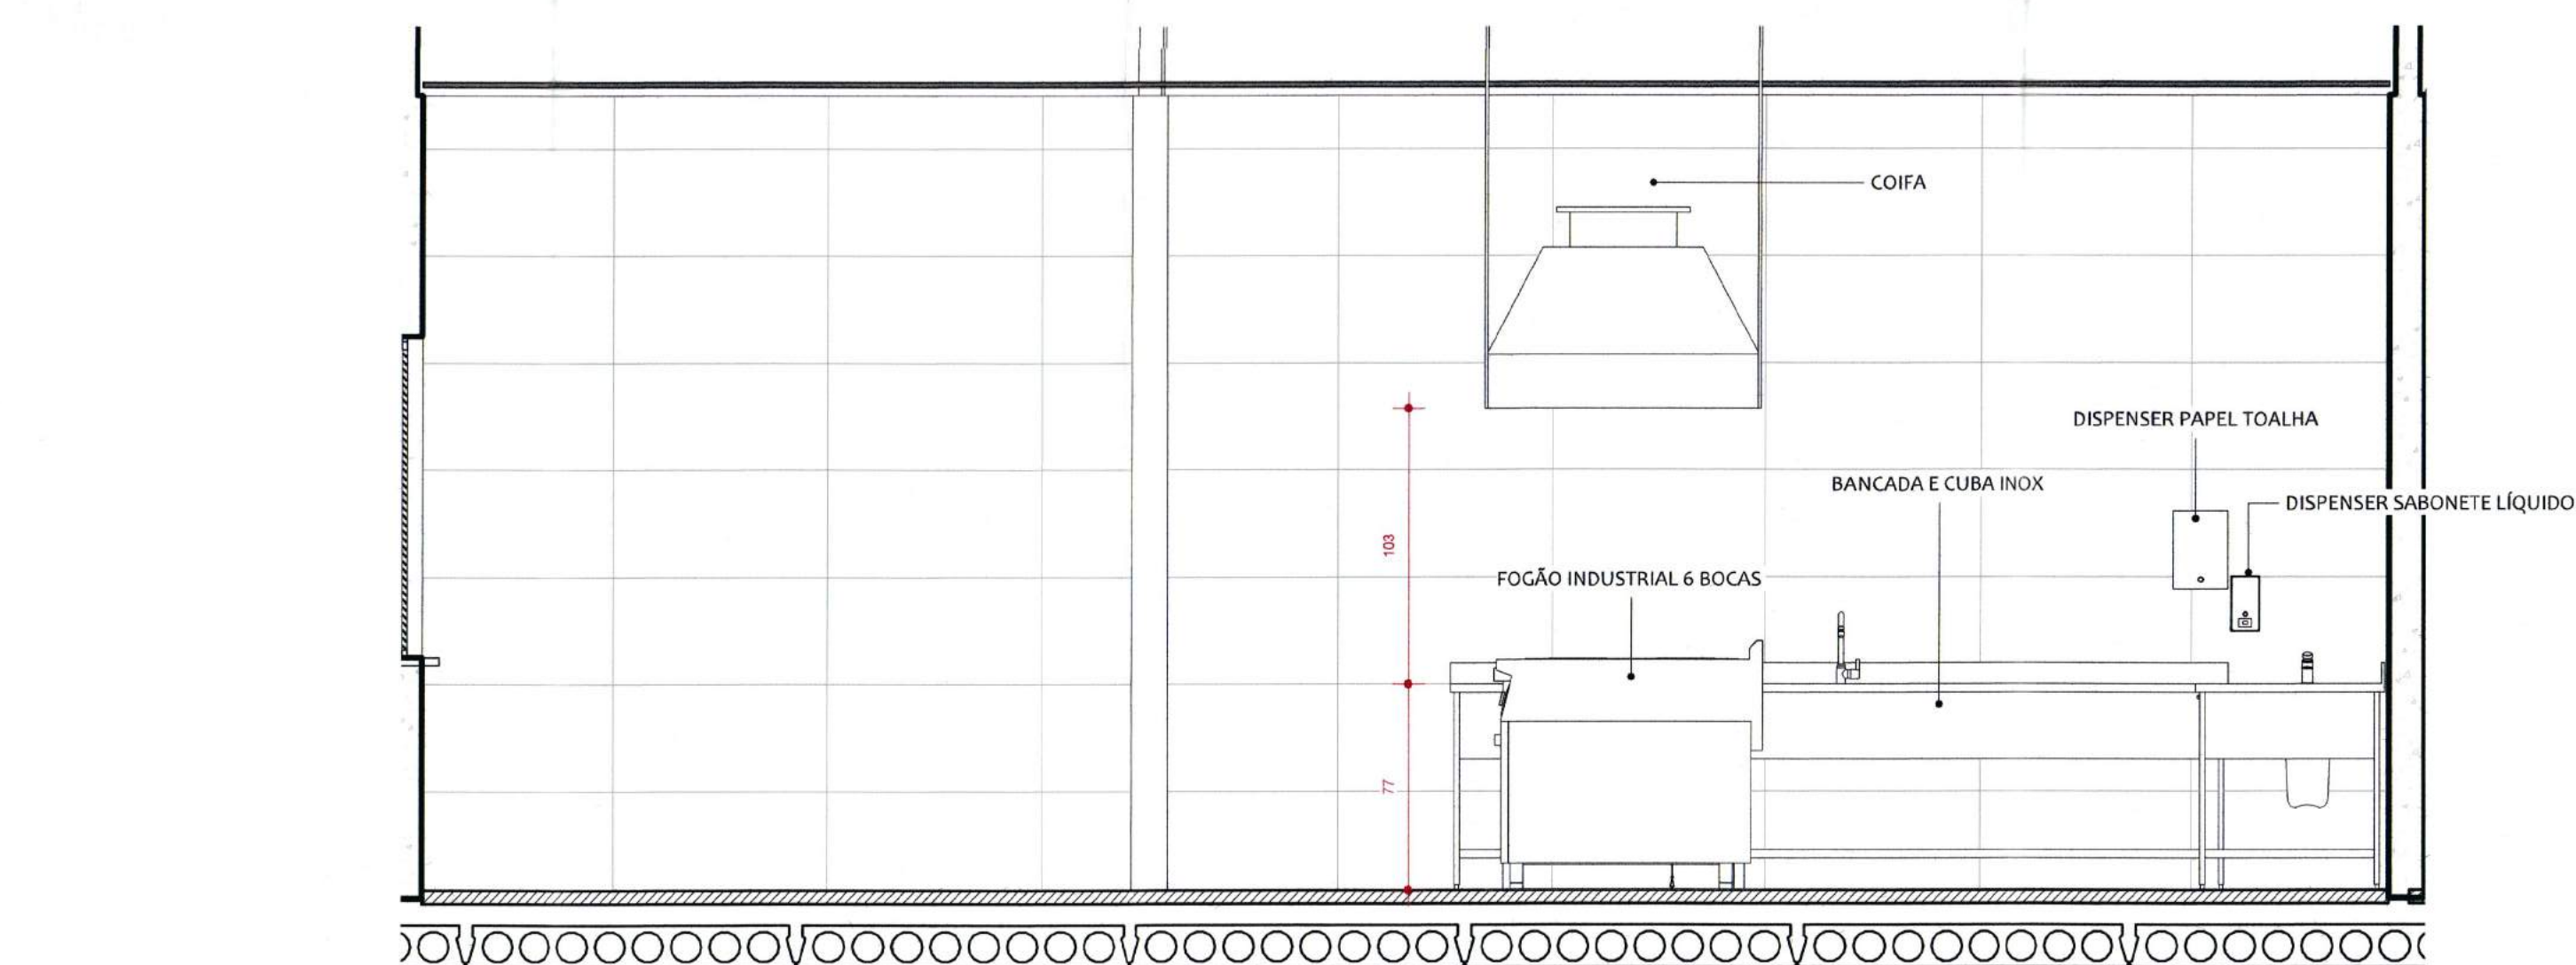 COIFA
DISPENSER PAPEL TOALHA
BANCADA E CUBA INOX
DISPENSER SABONETE LÍQUIDO
103
FOGÃO INDUSTRIAL 6 BOCAS
77